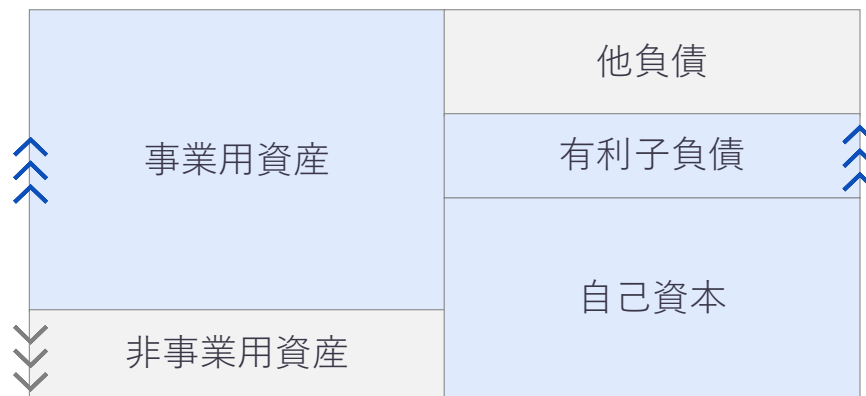 他負債
事業用資産
有利子負債
自己資本
非事業用資産